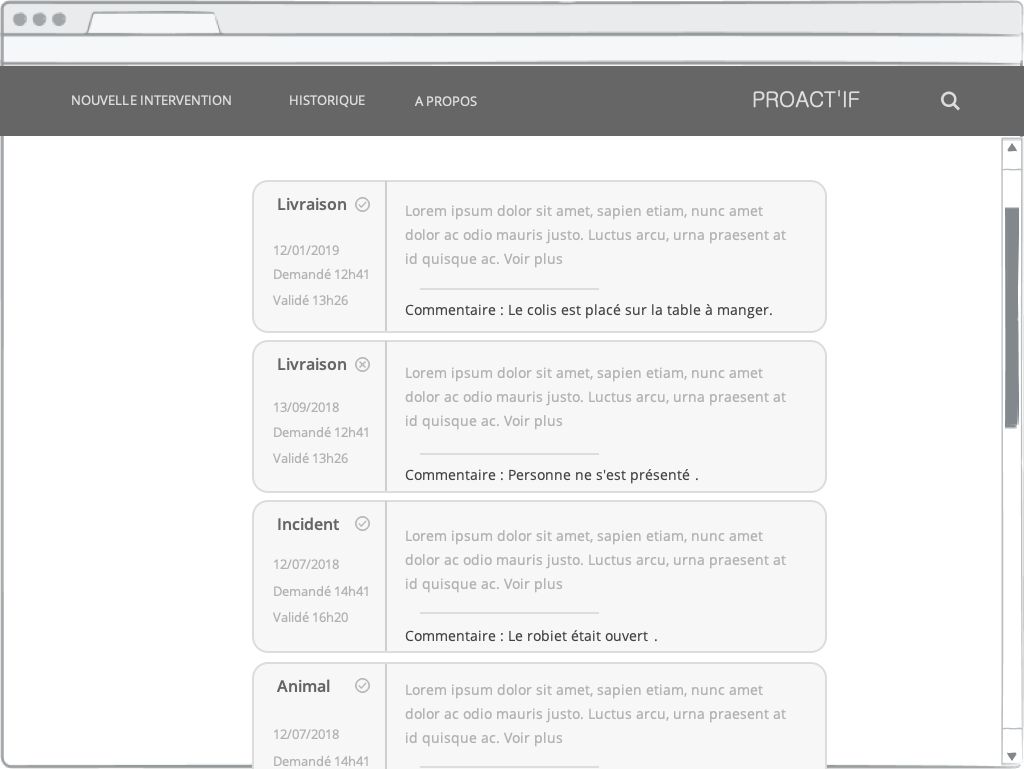 NOUVELLE INTERVENTION HISTORIQUE A PROPOS PROACT'IF
Livraison
12/01/2019
Demandé 12h41
Validé 13h26
Lorem ipsum dolor sit amet, sapien etiam, nunc amet
dolor ac odio mauris justo. Luctus arcu, urna praesent at
id quisque ac. Voir plus
Commentaire : Le colis est placé sur la table à manger.
Livraison
13/09/2018
Demandé 12h41
Validé 13h26
Lorem ipsum dolor sit amet, sapien etiam, nunc amet
dolor ac odio mauris justo. Luctus arcu, urna praesent at
id quisque ac. Voir plus
Commentaire : Personne ne s'est présenté .
Incident
12/07/2018
Demandé 14h41
Validé 16h20
Lorem ipsum dolor sit amet, sapien etiam, nunc amet
dolor ac odio mauris justo. Luctus arcu, urna praesent at
id quisque ac. Voir plus
Commentaire : Le robiet était ouvert .
Animal
12/07/2018
Demandé 14h41
Lorem ipsum dolor sit amet, sapien etiam, nunc amet
dolor ac odio mauris justo. Luctus arcu, urna praesent at
id quisque ac. Voir plus